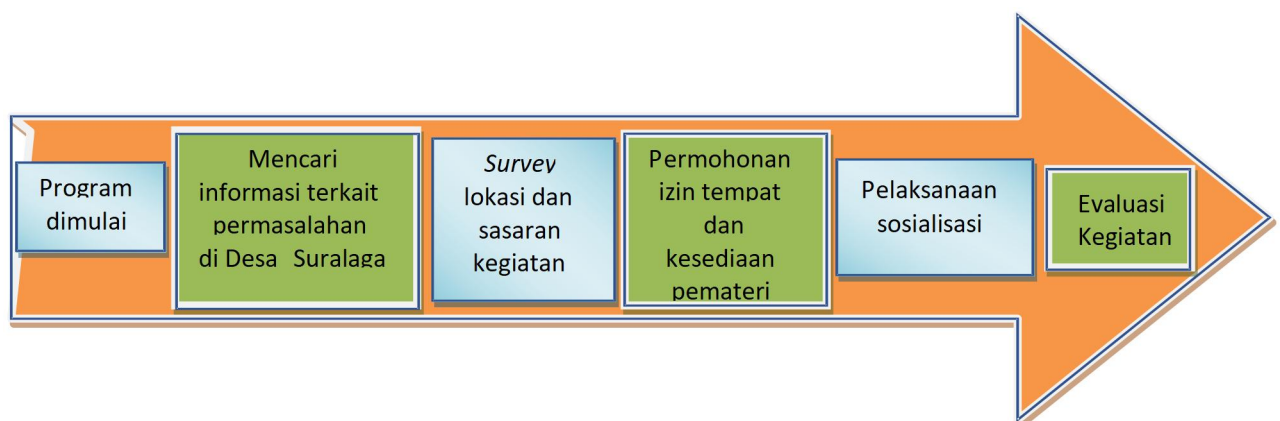 Program
dimulai
Mencari
informasi terkait
permasalahan
di Desa Suralaga
Survey
lokasi dan
sasaran
kegiatan
Permohonan
izin tempat
dan
kesediaan
pemateri
Pelaksanaan
sosialisasi
Evaluasi
Kegiatan